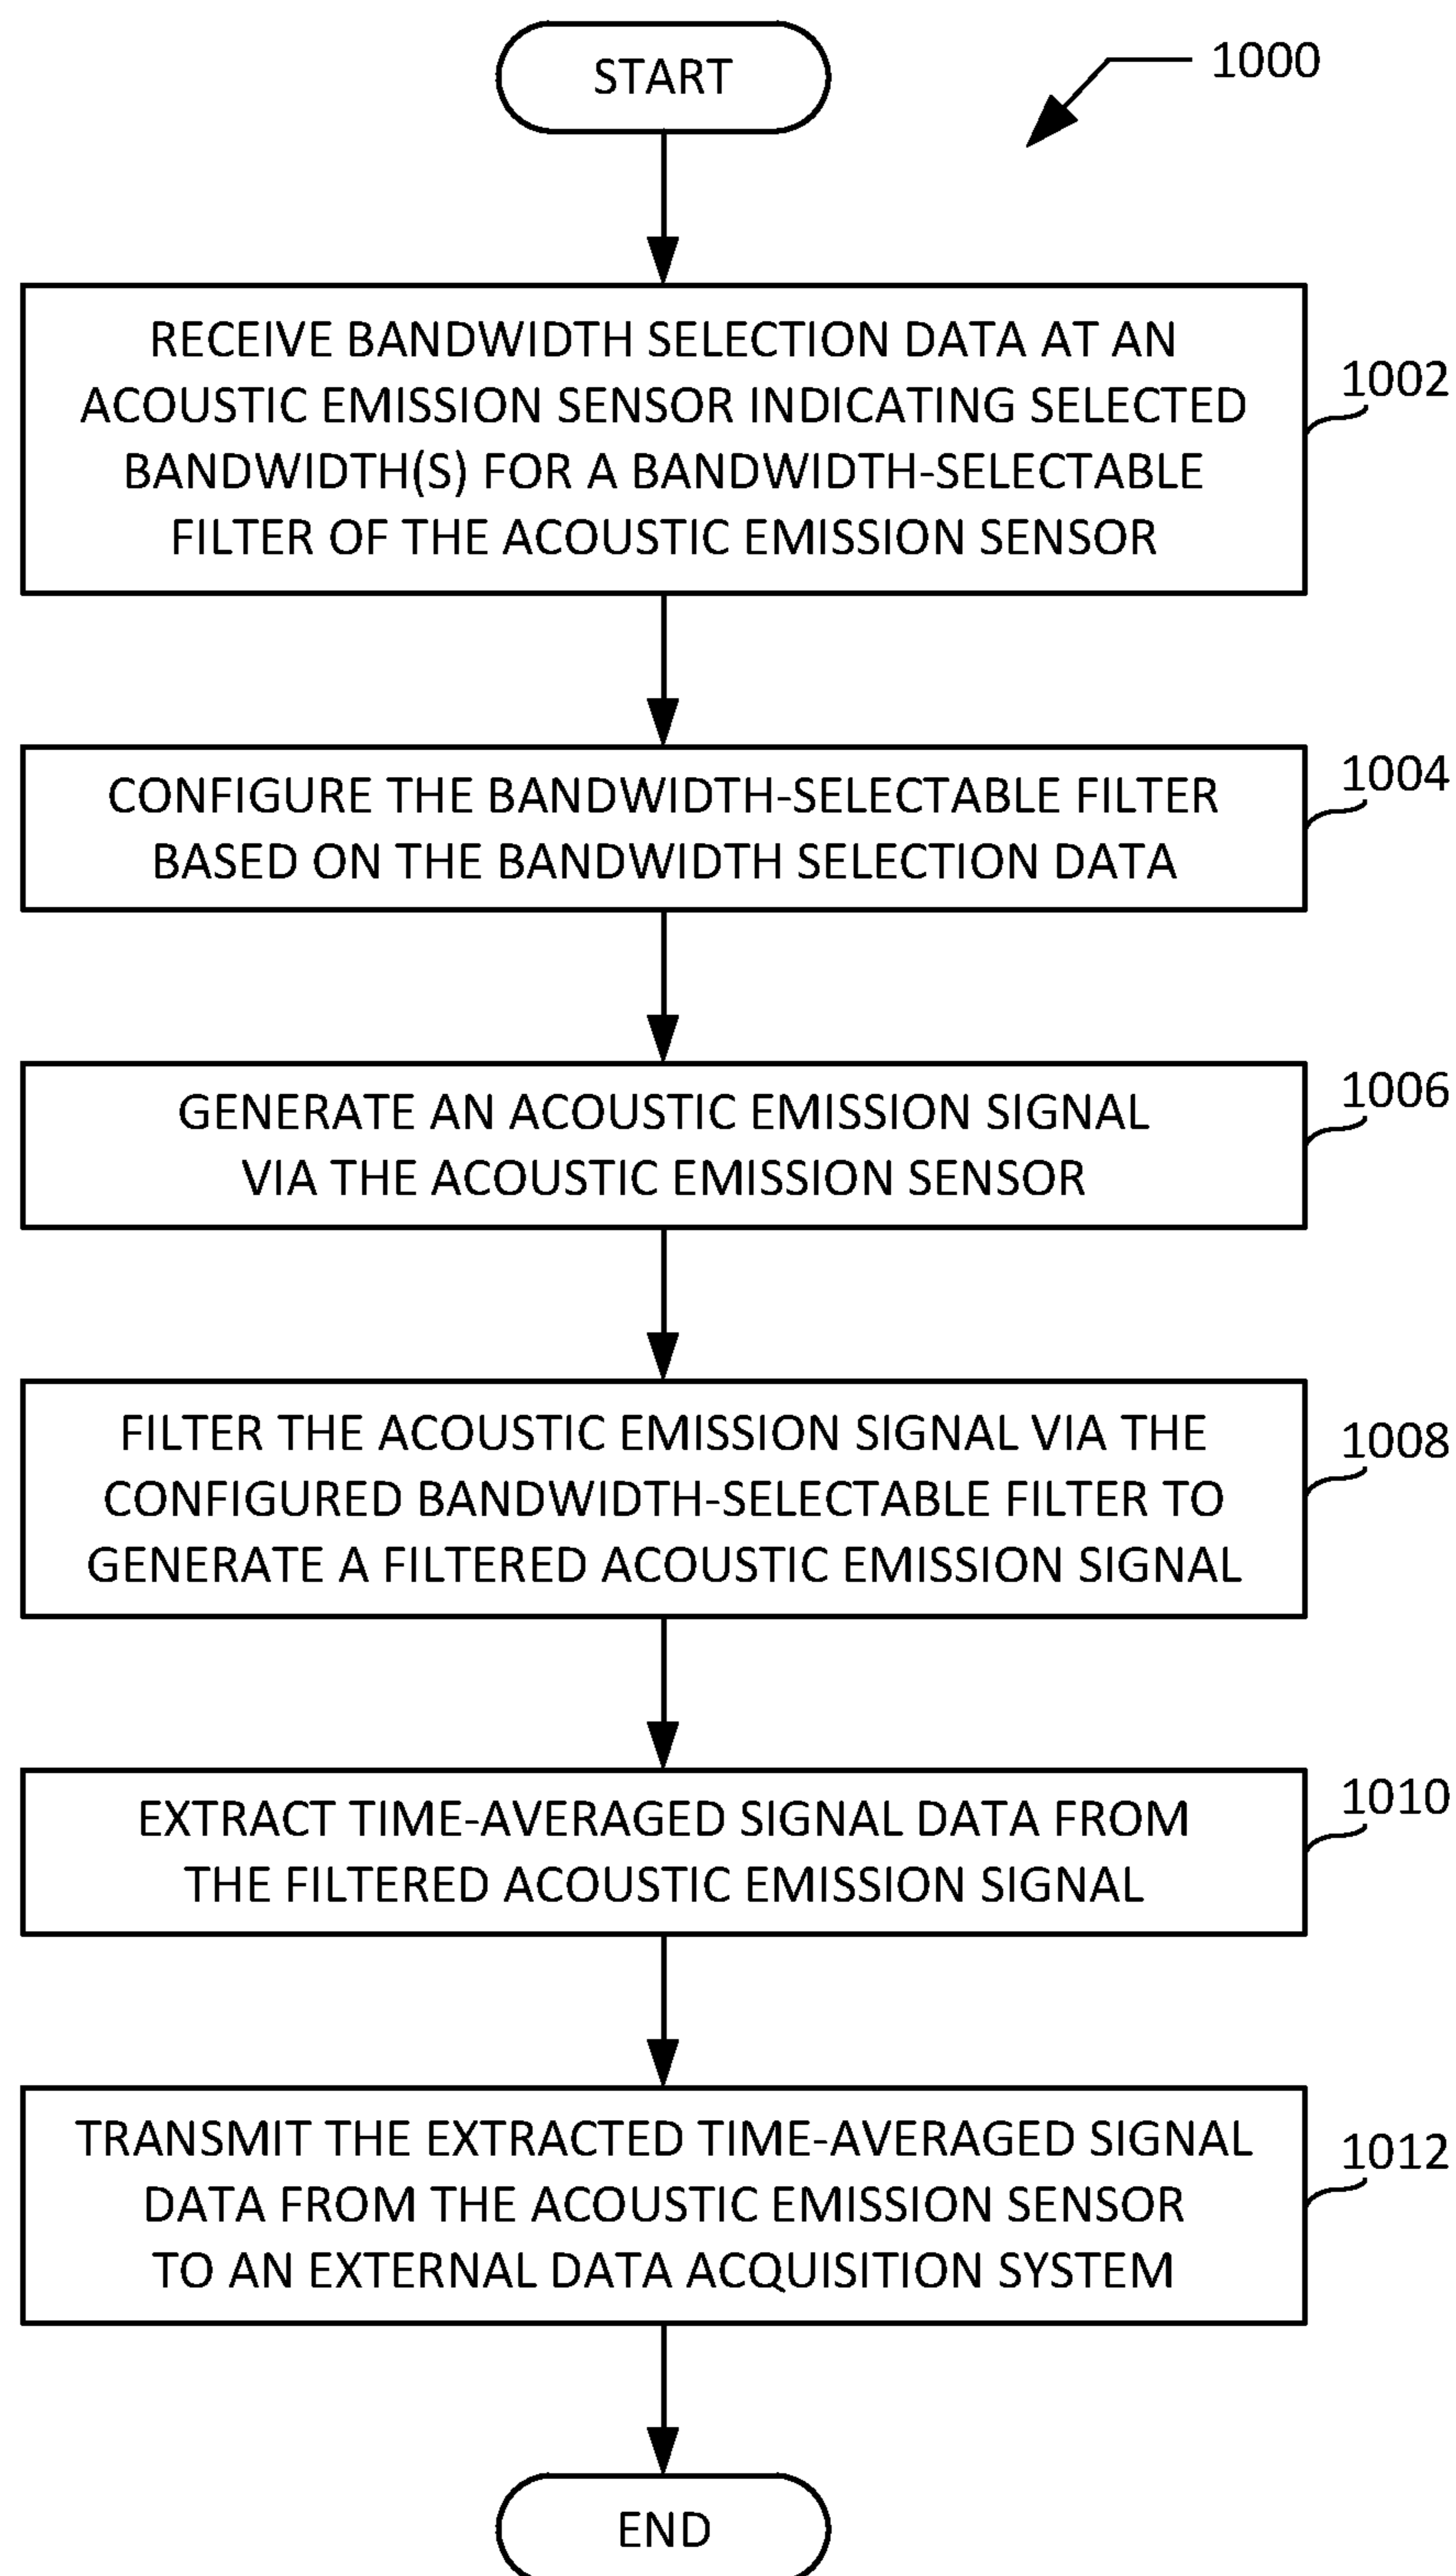 START
1000
RECEIVE BANDWIDTH SELECTION DATA AT AN
ACOUSTIC EMISSION SENSOR INDICATING SELECTED
BANDWIDTH(S) FOR A BANDWIDTH-SELECTABLE
FILTER OF THE ACOUSTIC EMISSION SENSOR
1002
CONFIGURE THE BANDWIDTH-SELECTABLE FILTER
BASED ON THE BANDWIDTH SELECTION DATA
1004
GENERATE AN ACOUSTIC EMISSION SIGNAL
VIA THE ACOUSTIC EMISSION SENSOR
1006
FILTER THE ACOUSTIC EMISSION SIGNAL VIA THE
CONFIGURED BANDWIDTH-SELECTABLE FILTER TO
GENERATE A FILTERED ACOUSTIC EMISSION SIGNAL
1008
EXTRACT TIME-AVERAGED SIGNAL DATA FROM
THE FILTERED ACOUSTIC EMISSION SIGNAL
1010
TRANSMIT THE EXTRACTED TIME-AVERAGED SIGNAL
DATA FROM THE ACOUSTIC EMISSION SENSOR
TO AN EXTERNAL DATA ACQUISITION SYSTEM
1012
END